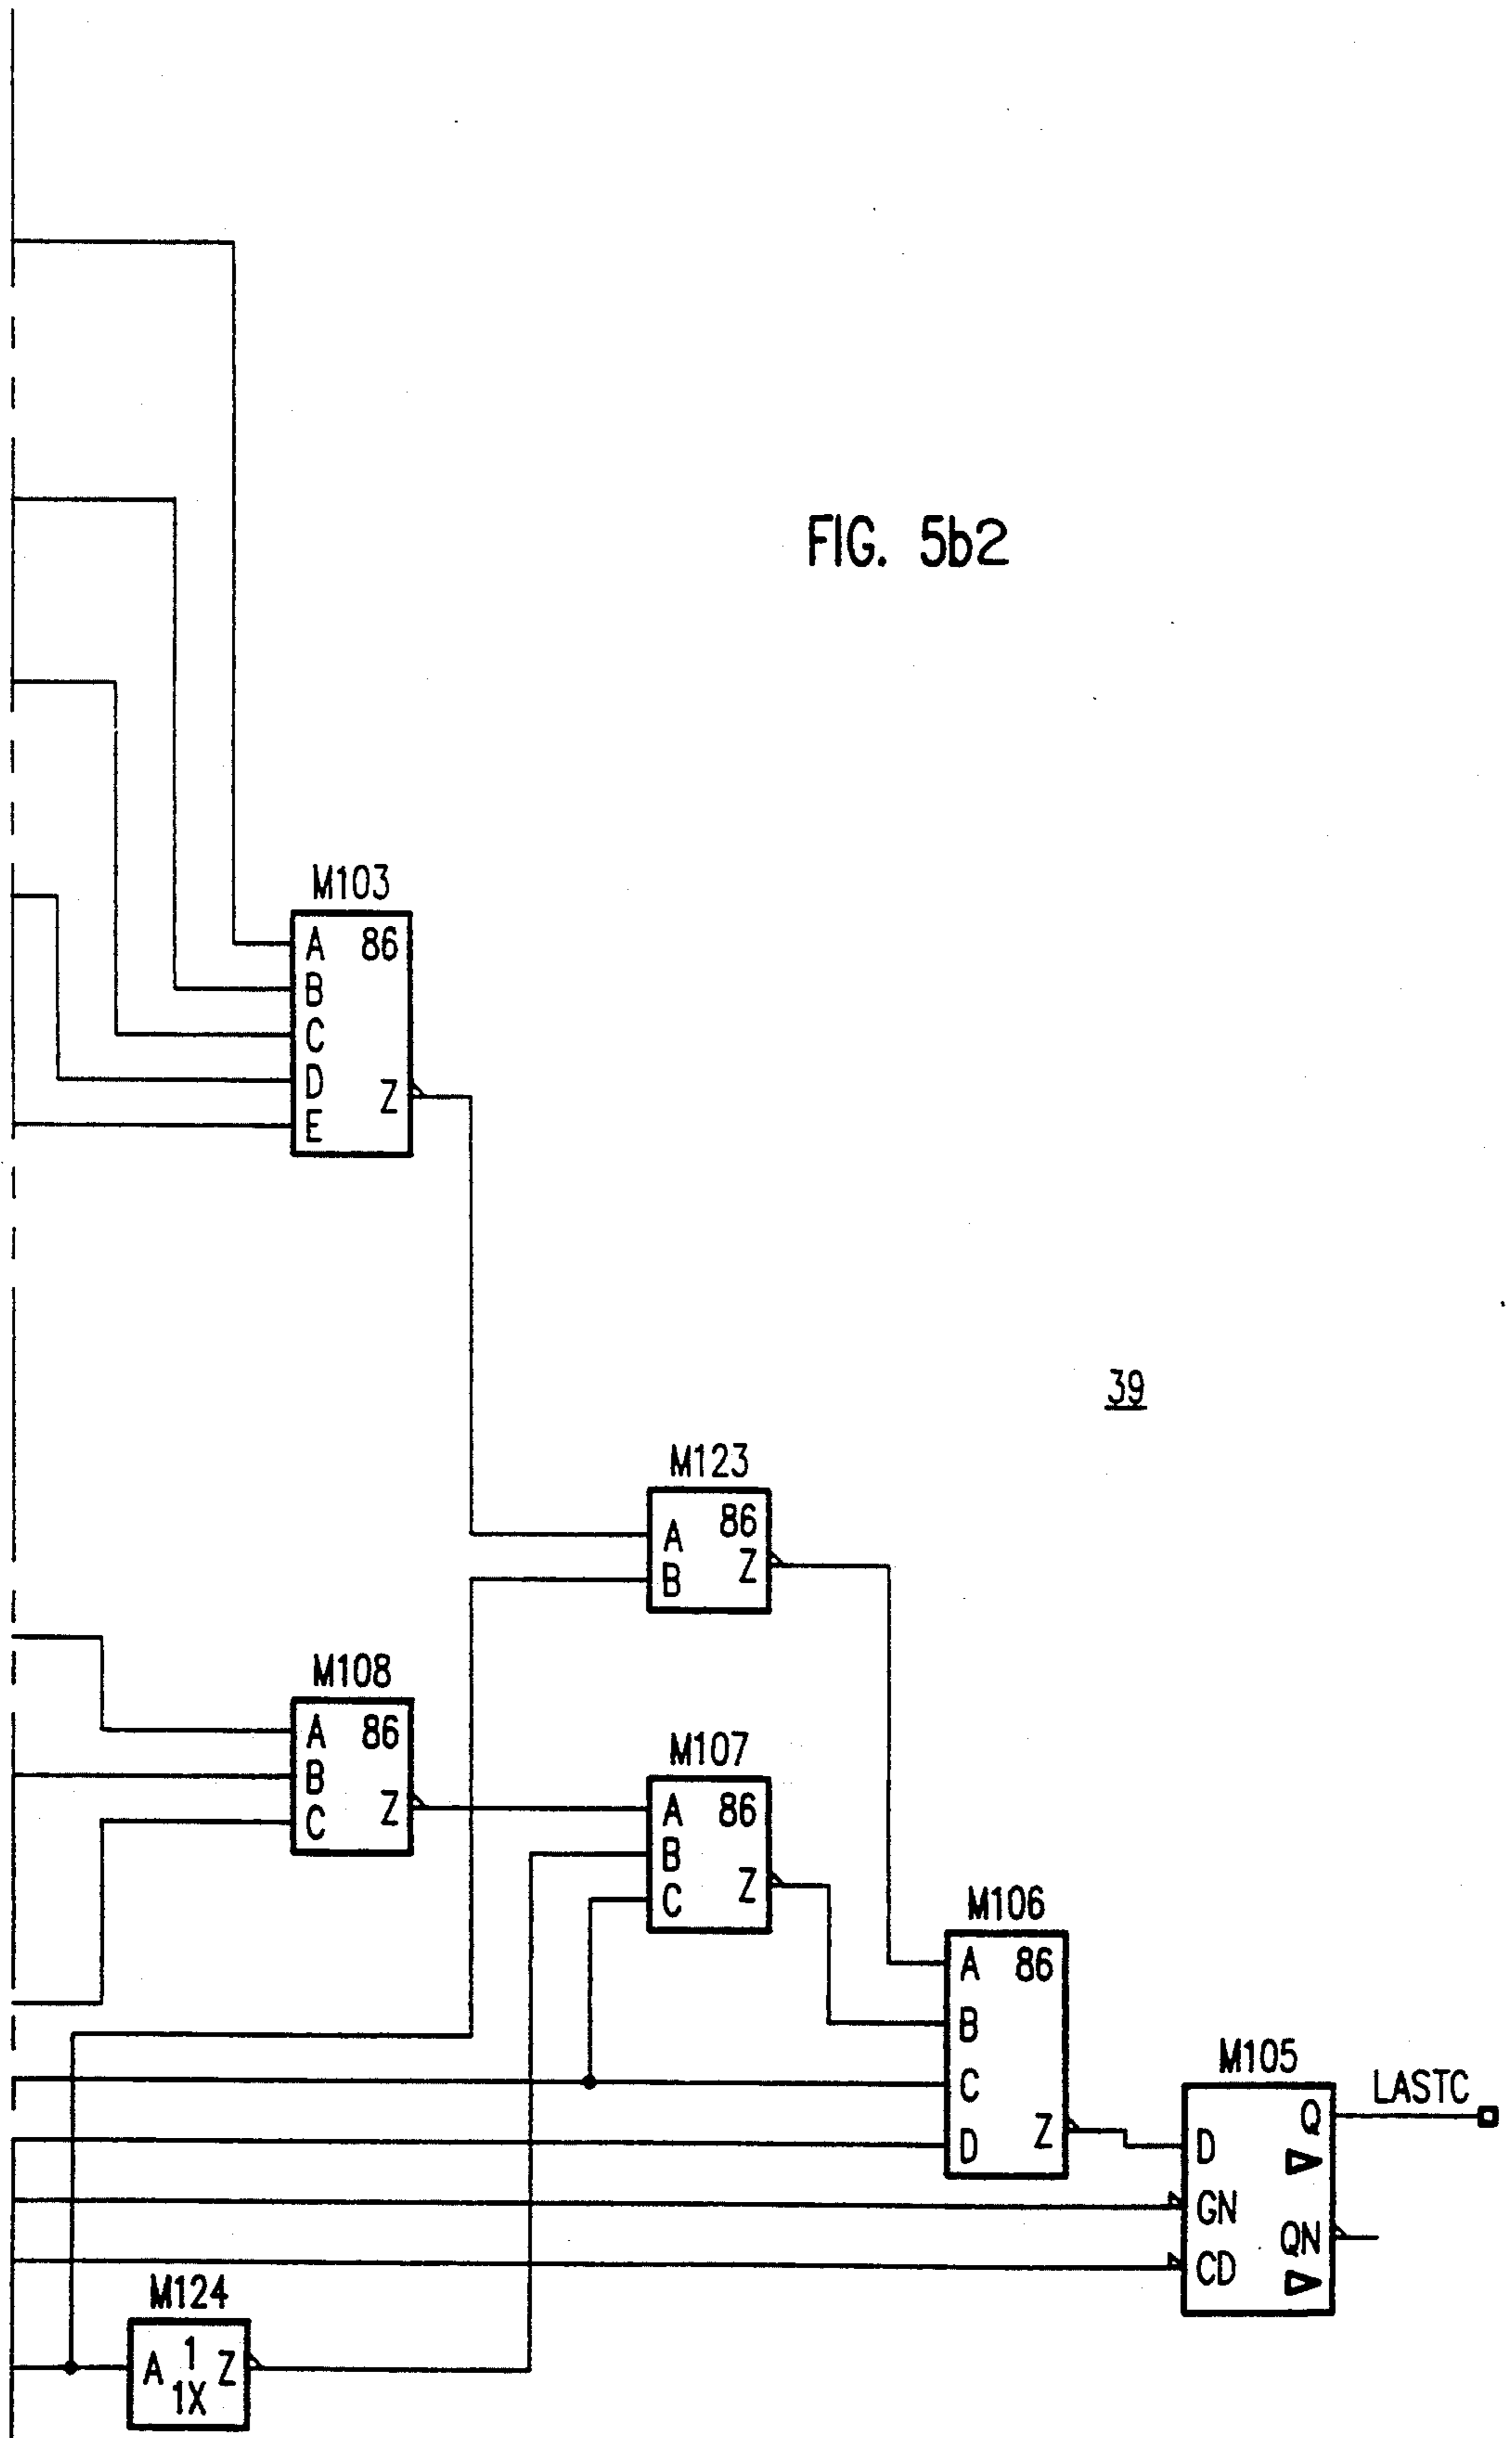 FIG. 5b2
M103
A 86
B
C
D
Z
E
39
M123
86
A
Z
B
M108
A 86
B
Z
C
M107
A 86
B
Z
C
M106
A 86
B
C
Z
D
M105
LASTC
Q
D
GN
QN
CD
M124
A 1 Z
1X